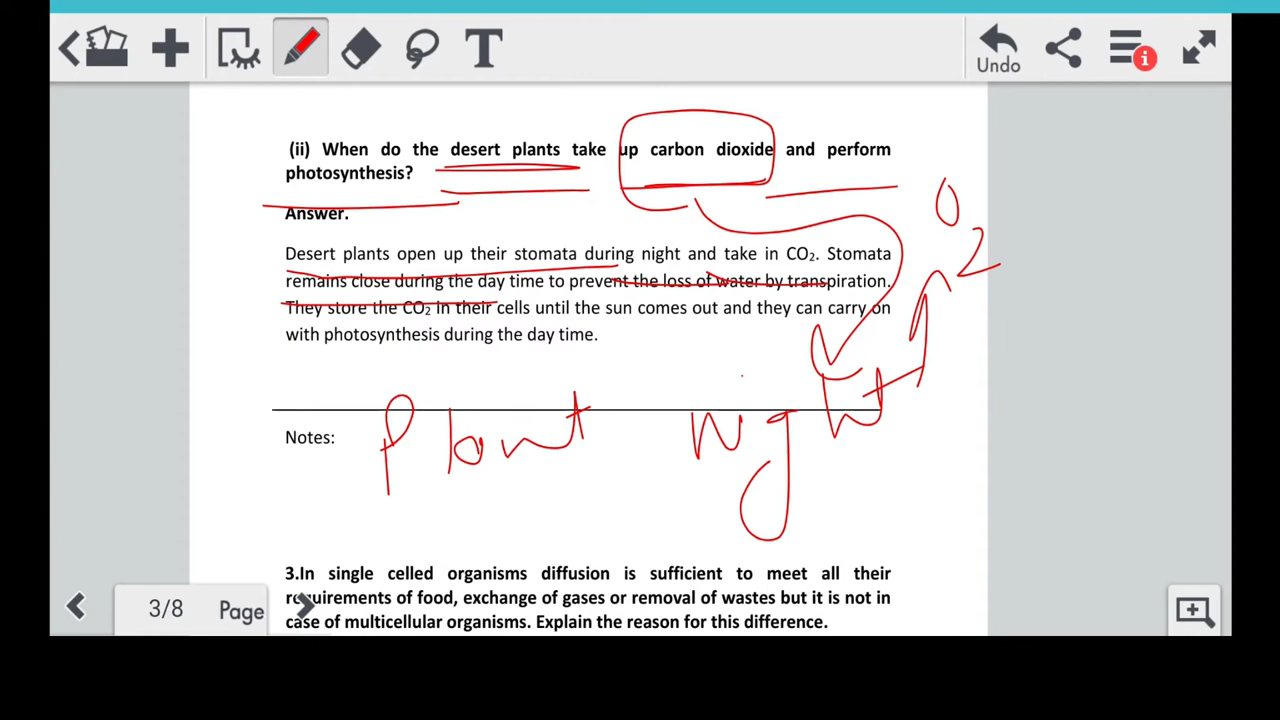 Undo
(ii) When do the desert plants take up carbon dioxide and perform
photosynthesis?
Answer.
O2
Desert plants open up their stomata during night and take in CO2. Stomata
remains close during the day time to prevent the loss of water by transpiration.
They store the CO2 in their cells until the sun comes out and they can carry on
with photosynthesis during the day time.
Notes:
Plant Night
3.In single celled organisms diffusion is sufficient to meet all their
requirements of food, exchange of gases or removal of wastes but it is not in
case of multicellular organisms. Explain the reason for this difference.
3/8 Page